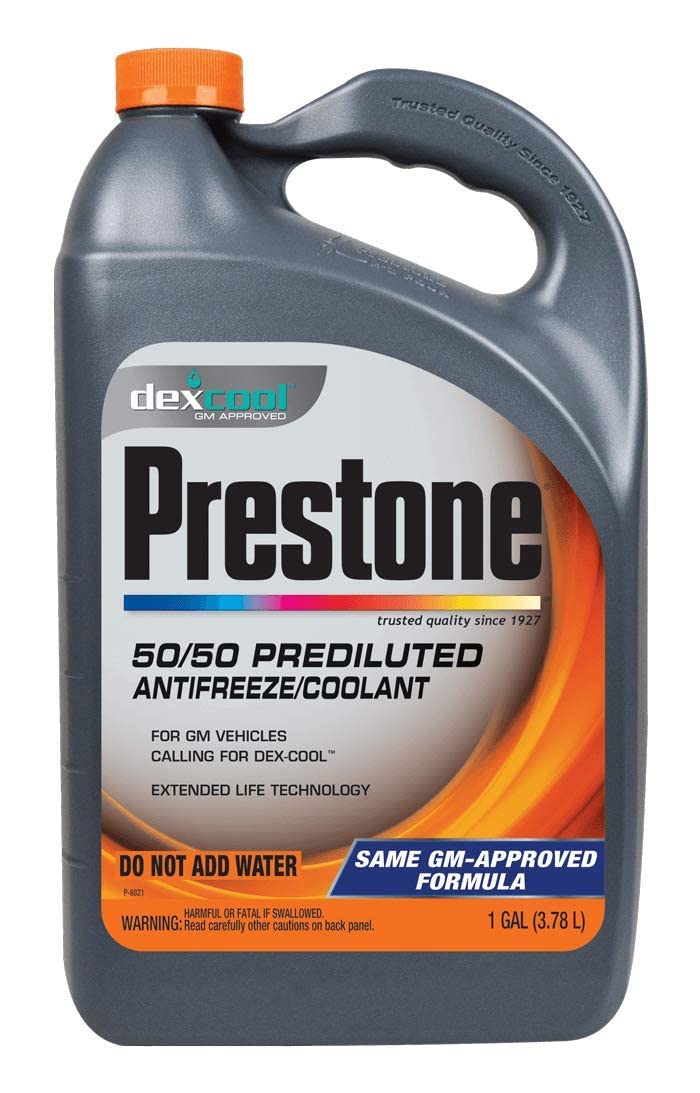 Trusted Quality Since 1927
dexcool™
GM APPROVED
Prestone®
trusted quality since 1927
50/50 PREDILUTED
ANTIFREEZE/COOLANT
FOR GM VEHICLES
CALLING FOR DEX-COOL™
EXTENDED LIFE TECHNOLOGY
DO NOT ADD WATER
SAME GM-APPROVED
FORMULA
P-6821
WARNING: HARMFUL OR FATAL IF SWALLOWED.
Read carefully other cautions on back panel.
1 GAL (3.78 L)